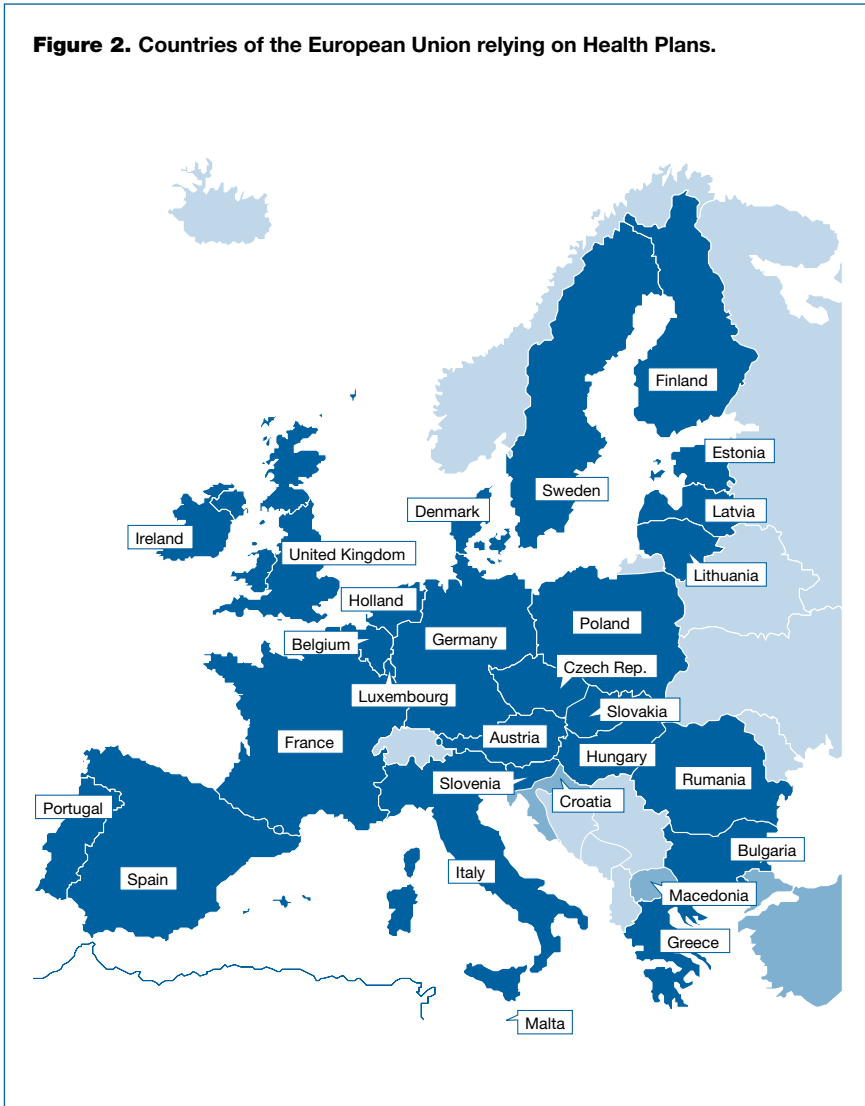 Figure 2. Countries of the European Union relying on Health Plans.
Finland
Estonia
Sweden
Denmark
Latvia
Ireland
United Kingdom
Lithuania
Holland
Poland
Germany
Belgium
Czech Rep.
Luxembourg
Slovakia
Austria
France
Hungary
Rumania
Slovenia
Croatia
Portugal
Bulgaria
Italy
Spain
Macedonia
Greece
Malta